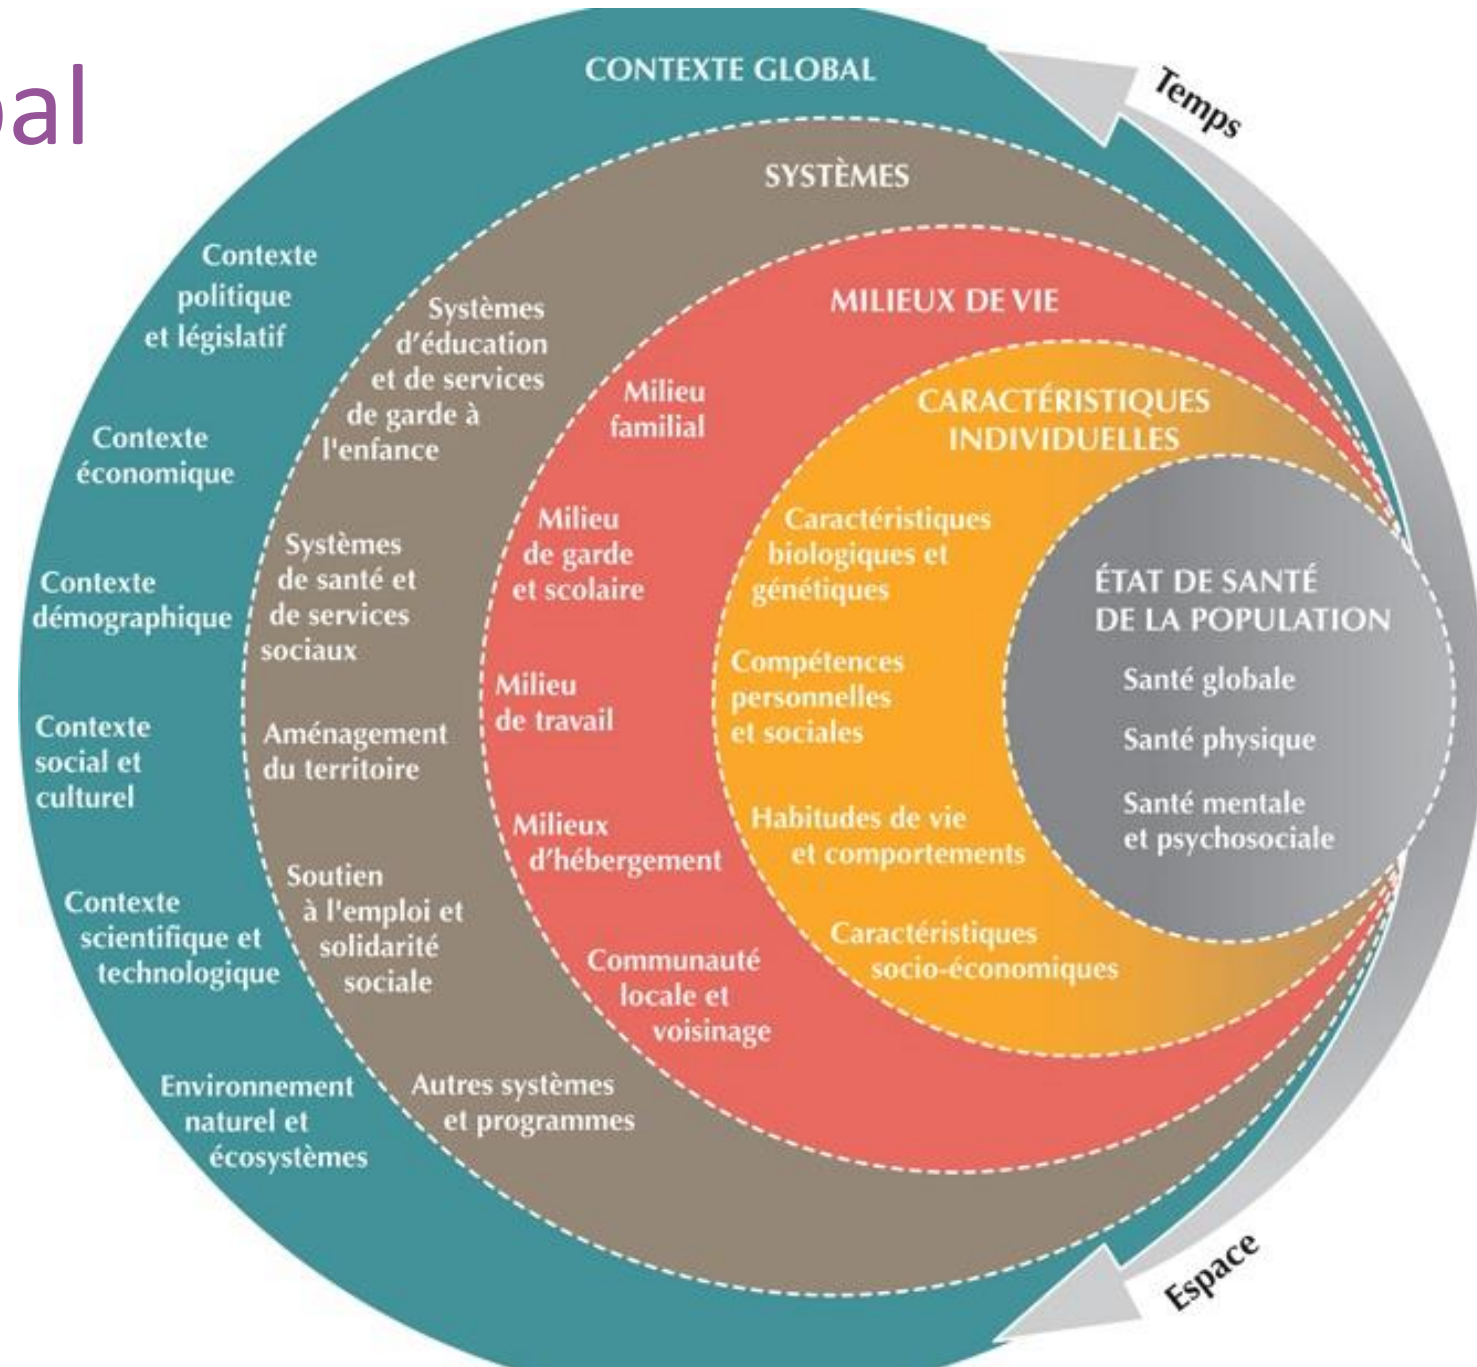 bal
CONTEXTE GLOBAL
Temps
SYSTÈMES
MILIEUX DE VIE
CARACTÉRISTIQUES
INDIVIDUELLES
ÉTAT DE SANTÉ
DE LA POPULATION
Santé globale
Santé physique
Santé mentale
et psychosociale
Contexte
politique
et législatif
Contexte
économique
Contexte
démographique
Contexte
social et
culturel
Contexte
scientifique et
technologique
Environnement
naturel et
écosystèmes
Systèmes
d’éducation
et de services
de garde à
l'enfance
Systèmes
de santé et
de services
sociaux
Aménagement
du territoire
Soutien
à l'emploi et
solidarité
sociale
Autres systèmes
et programmes
Milieu
familial
Milieu
de garde
et scolaire
Milieu
de travail
Milieux
d’hébergement
Communauté
locale et
voisinage
Caractéristiques
biologiques et
génétiques
Compétences
personnelles
et sociales
Habitudes de vie
et comportements
Caractéristiques
socio-économiques
Espace